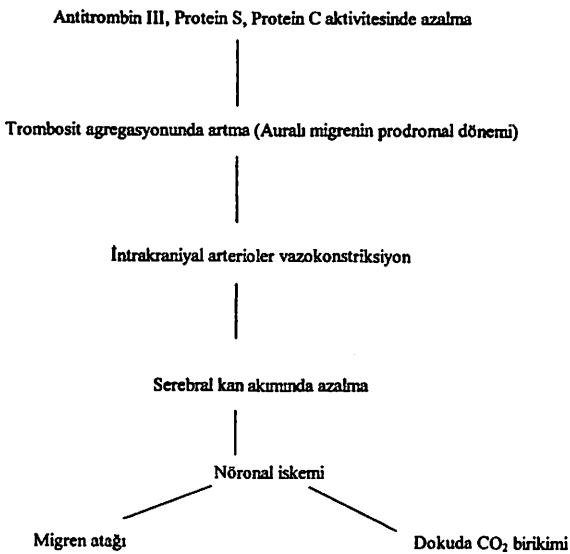 Antitrombin III, Protein S, Protein C aktivitesinde azalma
Trombosit agregasyonunda artma (Auralı migrenin prodromal dönemi)
İntrakraniyal arterioler vazokonstriksiyon
Serebral kan akımında azalma
Nöronal iskemi
Migren atağı
Dokuda CO₂ birikimi